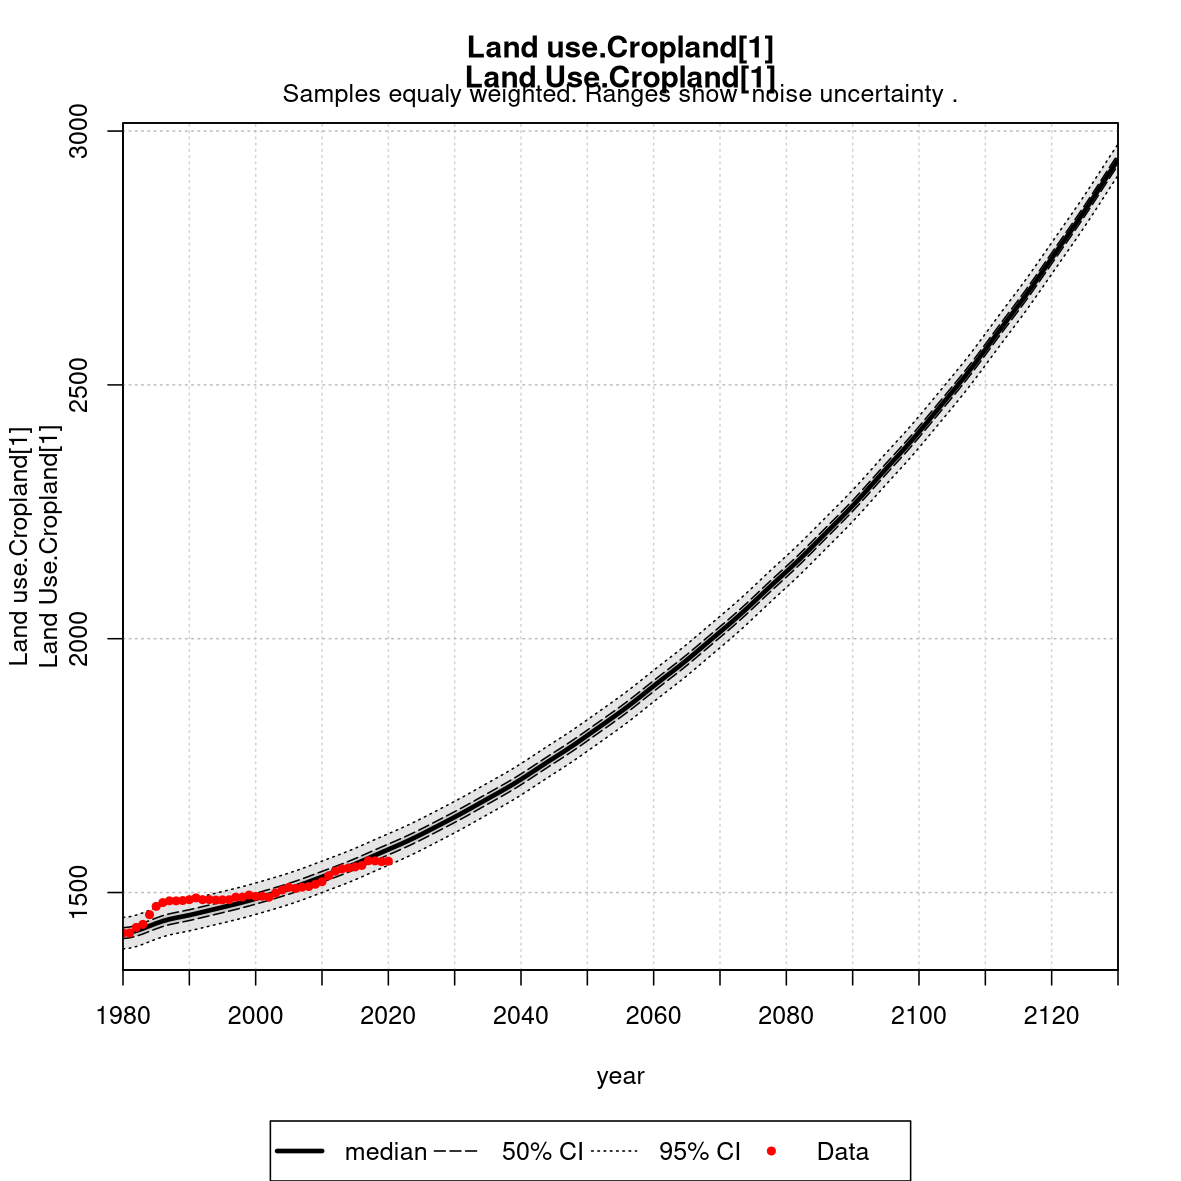 Land use.Cropland[1]
Land Use.Cropland[1]
Samples equaly weighted. Ranges show  noise uncertainty .
3000
2500
2000
1500
Land use.Cropland[1]
Land Use.Cropland[1]
1980 2000 2020 2040 2060 2080 2100 2120
year
median 50% CI 95% CI Data